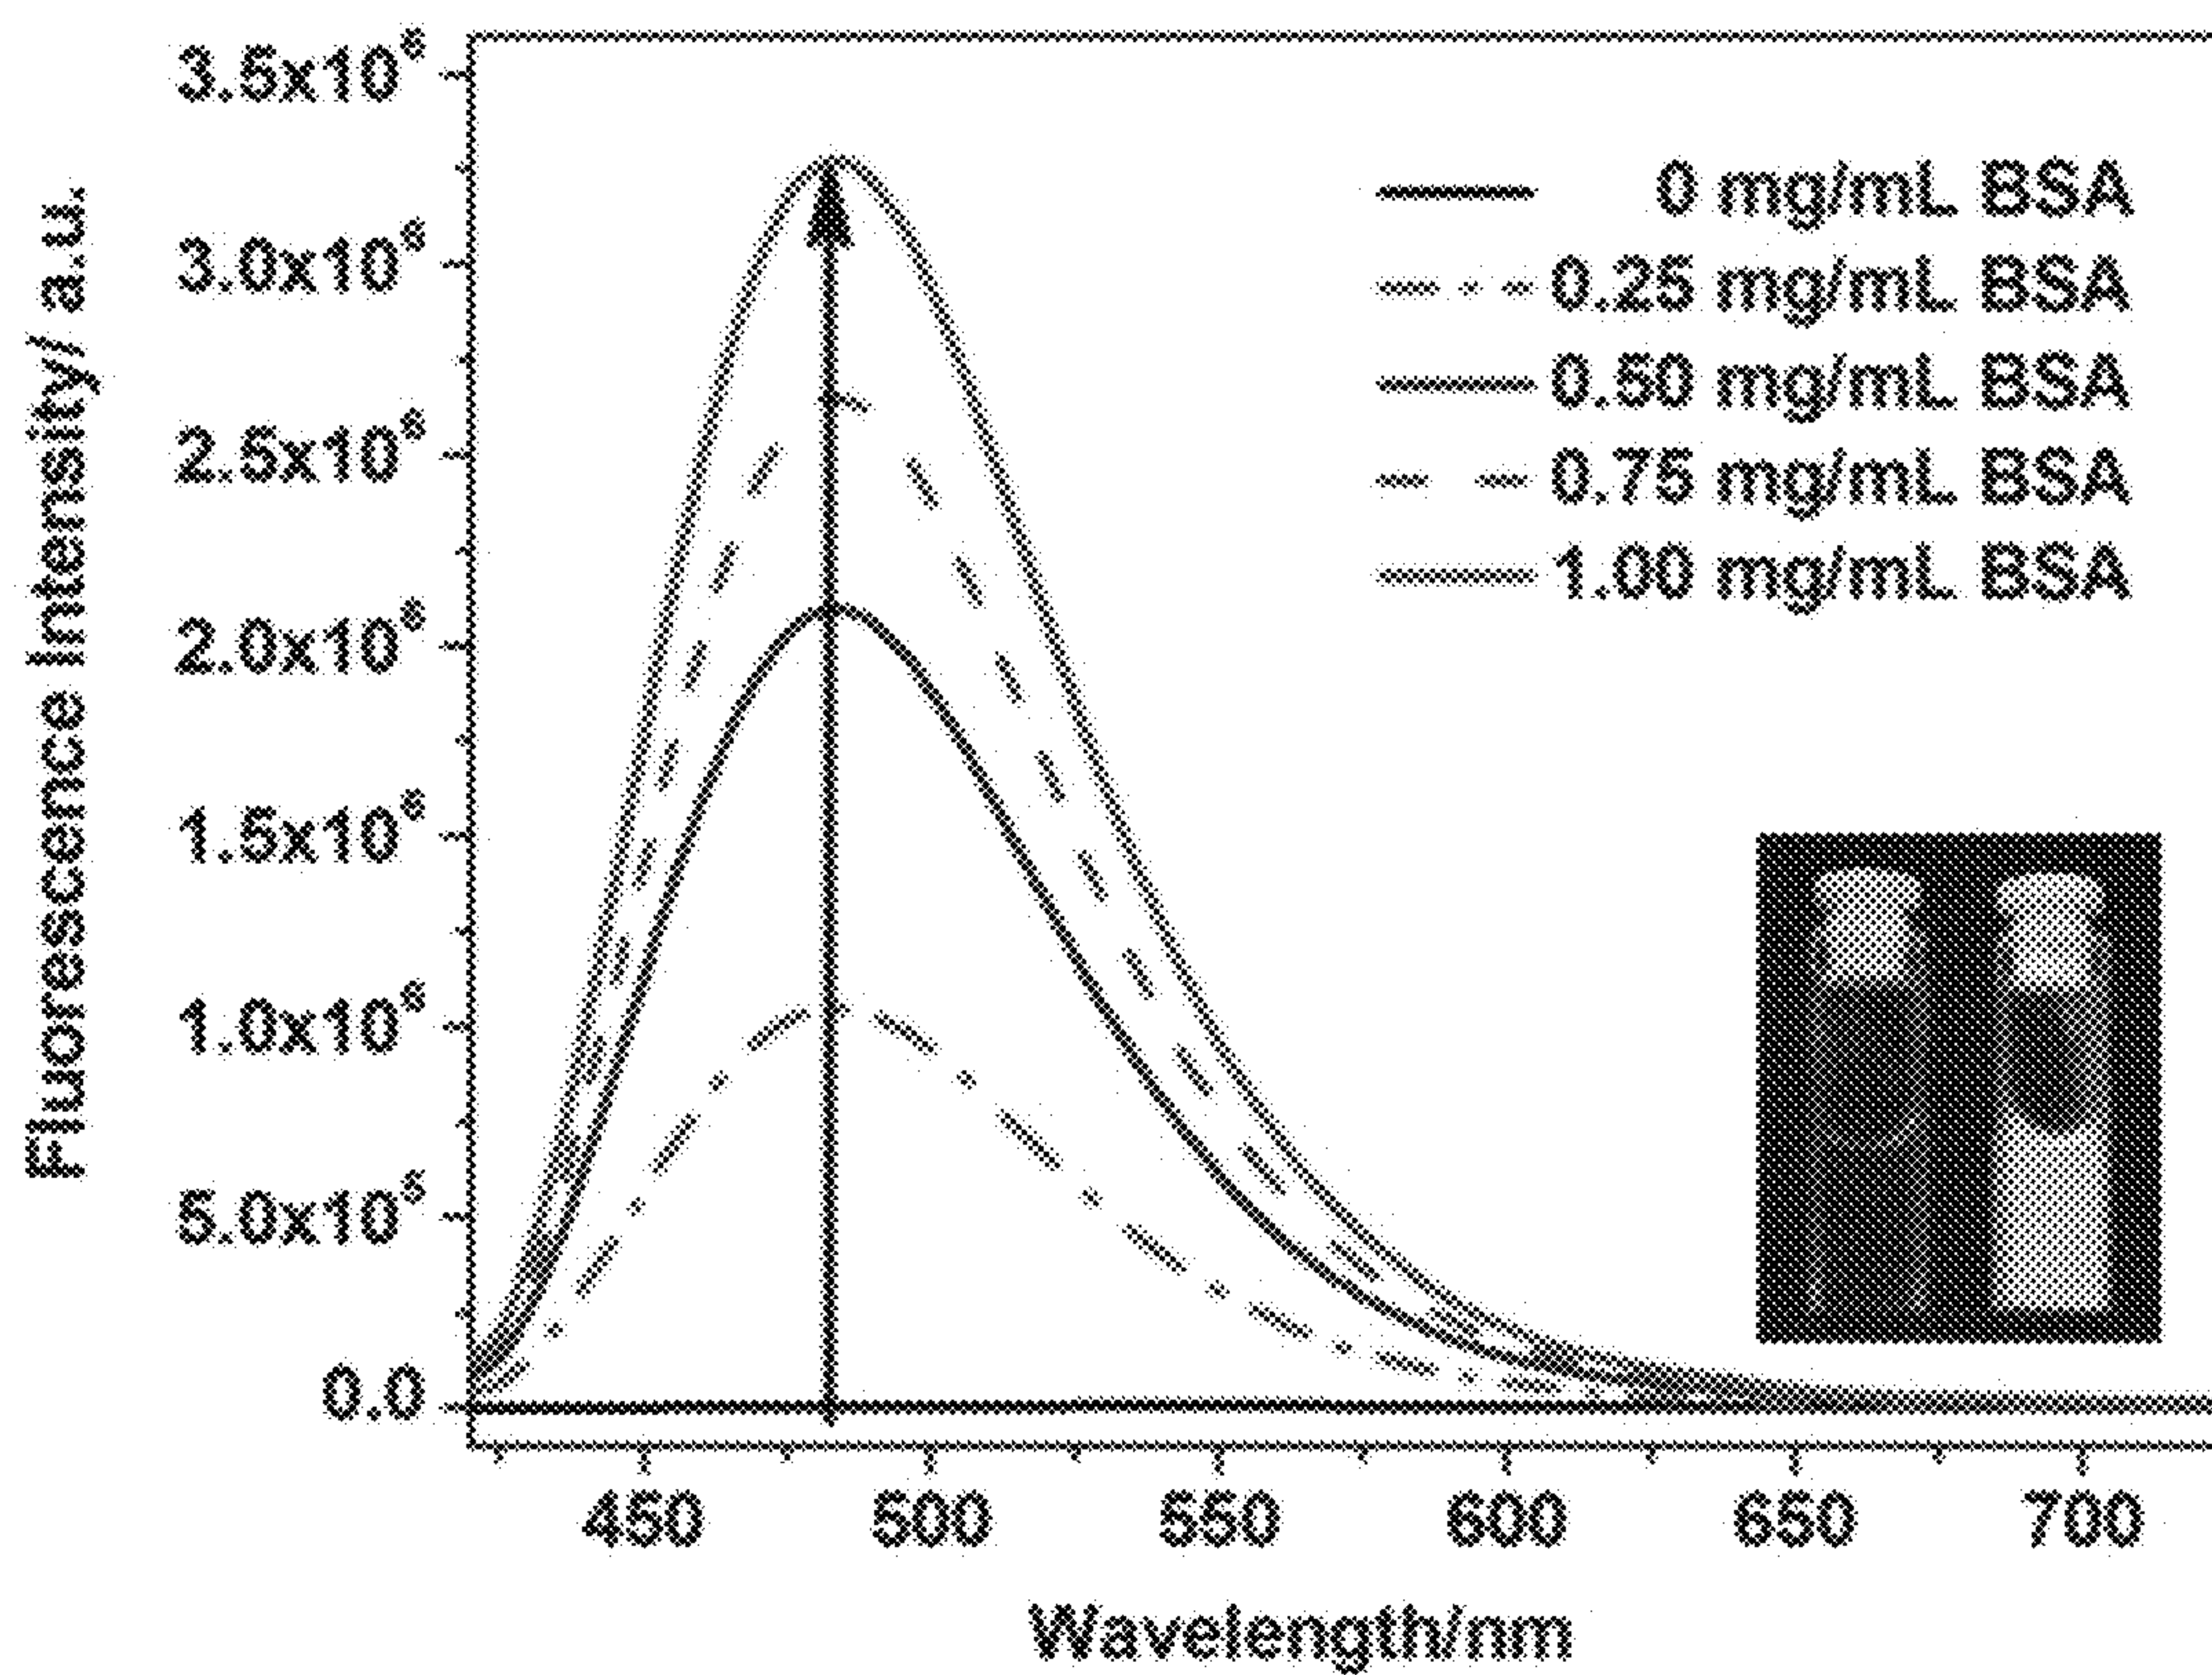 Fluorescence Intensity/ a.u.
3.5x10⁶
3.0x10⁶
2.5x10⁶
2.0x10⁶
1.5x10⁶
1.0x10⁶
5.0x10⁵
0.0
0 mg/mL BSA
0.25 mg/mL BSA
0.50 mg/mL BSA
0.75 mg/mL BSA
1.00 mg/mL BSA
450 500 550 600 650 700
Wavelength/nm